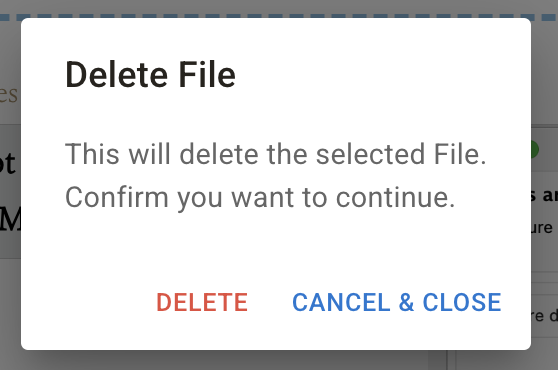 Delete File
This will delete the selected File.
Confirm you want to continue.
DELETE CANCEL & CLOSE